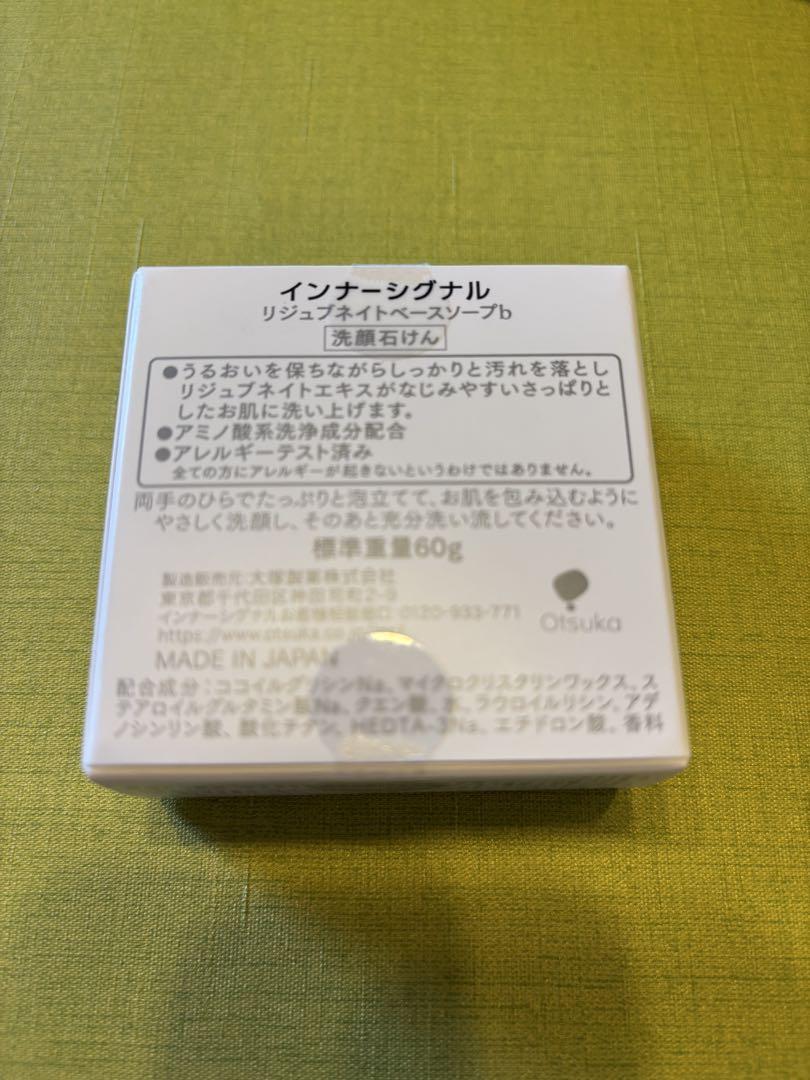 インナーシグナル
リジュブネイトベースソープb
洗顔石けん
●うるおいを保ちながらしっかりと汚れを落とし
リジュブネイトエキスがなじみやすいさっぱりと
したお肌に洗い上げます。
●アミノ酸系洗浄成分配合
●アレルギーテスト済み
全ての方にアレルギーが起きないというわけではありません。
両手のひらでたっぷりと泡立てて、お肌を包み込むように
やさしく洗顔し、そのあと充分洗い流してください。
標準重量60g
製造販売元:大塚製薬株式会社
東京都千代田区神田司町2-9
インナーシグナルお客様相談窓口 0120-933-771
https://www.otsuka.co.jp
Otsuka
MADE IN JAPAN
配合成分:ココイルグリシンNa、マイクロクリスタリンワックス、ス
テアロイルグルタミン酸Na、クエン酸、水、ラウロイルリシン、アデ
ノシンリン酸、酸化チタン、HEDTA-3Na、エチドロン酸、香料